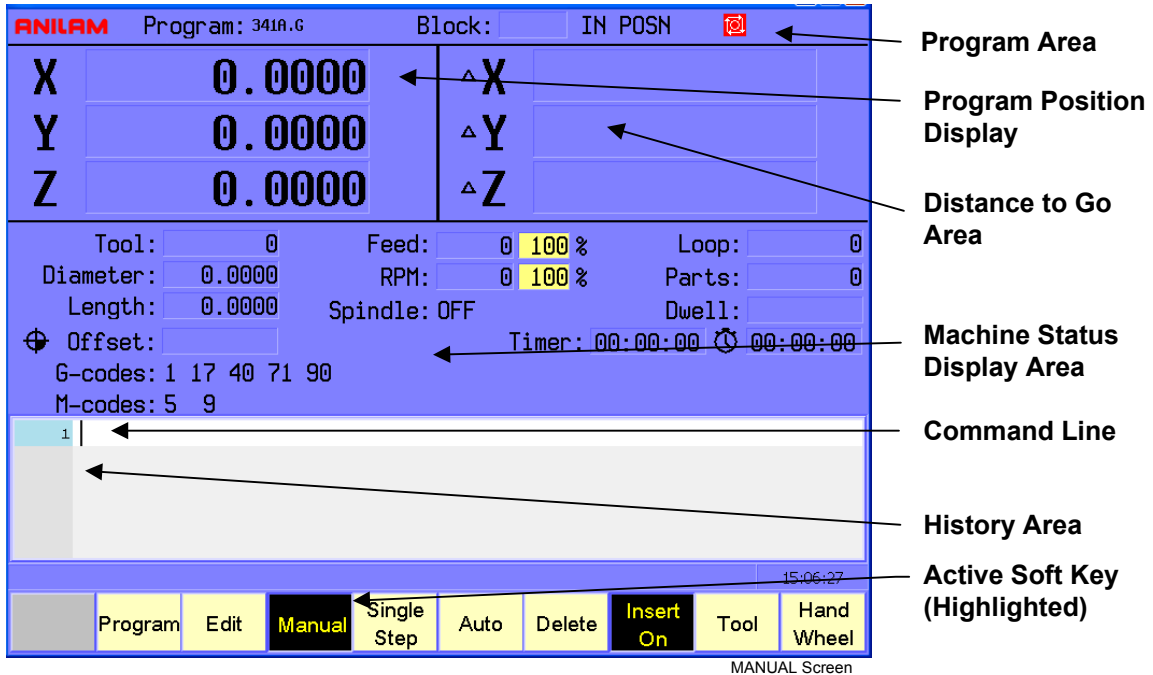 ANILAM Program: 341A.G Block: IN POSN
Program Area
X 0.0000 △X
Program Position Display
Y 0.0000 △Y
Z 0.0000 △Z
Distance to Go Area
Tool: 0 Feed: 0 100 % Loop: 0
Diameter: 0.0000 RPM: 0 100 % Parts: 0
Length: 0.0000 Spindle: OFF Dwell:
Offset: Timer: 00:00:00 00:00:00
Machine Status Display Area
G-codes: 1 17 40 71 90
M-codes: 5 9
1
Command Line
History Area
15:06:27
Active Soft Key (Highlighted)
Program Edit Manual Single Step Auto Delete Insert On Tool Hand Wheel
MANUAL Screen